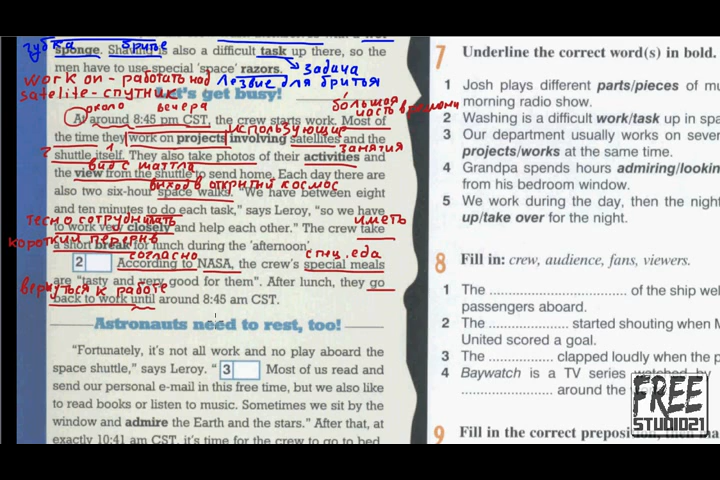 sponge. Shaving is also a difficult task up there, so the
зубка бритье
men have to use special 'space' razors. задача
work on - работать над Лезвие для бритья
satelite - спутник
Let's get busy!
около вечера большая часть времени
At around 8:45 pm CST, the crew starts work. Most of
использующие
the time they work on projects involving satellites and the
занятия
shuttle itself. They also take photos of their activities and
вид с шаттла
the view from the shuttle to send home. Each day there are
выход в открытий космос
also two six-hour space walks. "We have between eight
and ten minutes to do each task," says Leroy, "so we have
тесно сотрудничать иметь
to work very closely and help each other." The crew take
короткий перерыв
a short break for lunch during the 'afternoon'.
согласно спец. еда
2 According to NASA, the crew's special meals
are "tasty and very good for them". After lunch, they go
вернуться к работе
back to work until around 8:45 am CST.
Astronauts need to rest, too!
"Fortunately, it's not all work and no play aboard the
space shuttle," says Leroy. " 3 Most of us read and
send our personal e-mail in this free time, but we also like
to read books or listen to music. Sometimes we sit by the
window and admire the Earth and the stars." After that, at
exactly 10:41 am CST, it's time for the crew to go to bed.
7 Underline the correct word(s) in bold.
1 Josh plays different parts/pieces of
morning radio show.
2 Washing is a difficult work/task up in
3 Our department usually works on
projects/works at the same time.
4 Grandpa spends hours admiring/
from his bedroom window.
5 We work during the day, then the
up/take over for the night.
8 Fill in: crew, audience, fans, viewers.
1 The .................. of the ship
passengers aboard.
2 The .................. started shouting when
United scored a goal.
3 The .................. clapped loudly when the
4 Baywatch is a TV series watched by
.................. around the
FREE
STUDIO21
9 Fill in the correct preposition, then